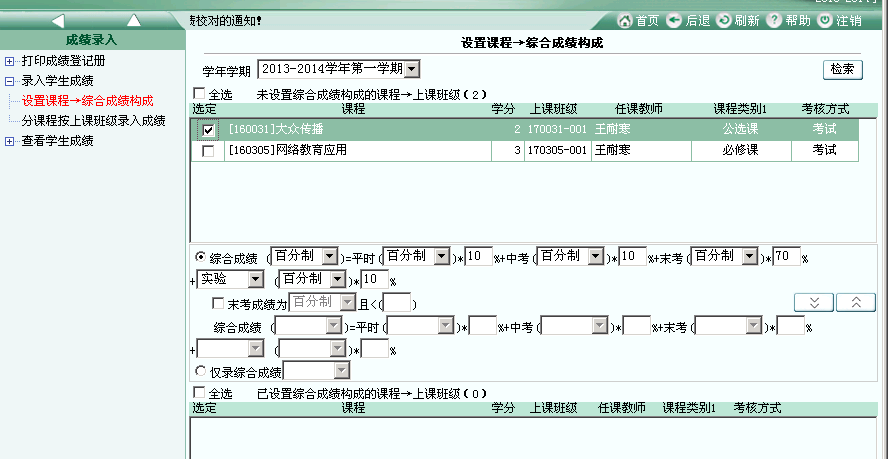 校对的通知!
首页 后退 刷新 帮助 注销
成绩录入
打印成绩登记册
录入学生成绩
设置课程→综合成绩构成
分课程按上课班级录入成绩
查看学生成绩
设置课程→综合成绩构成
学年学期 2013-2014学年第一学期 检索
全选 未设置综合成绩构成的课程→上课班级(2)
选定 课程 学分 上课班级 任课教师 课程类别1 考核方式
[160031]大众传播 2 170031-001 王耐寒 公选课 考试
[160305]网络教育应用 3 170305-001 王耐寒 必修课 考试
综合成绩 (百分制)=平时(百分制)*10%+中考(百分制)*10%+末考(百分制)*70%
+实验 (百分制)*10%
末考成绩为百分制且<( )
综合成绩 ( )=平时( )* %+中考( )* %+末考( )* %
+ ( )* %
仅录综合成绩
全选 已设置综合成绩构成的课程→上课班级(0)
选定 课程 学分 上课班级 任课教师 课程类别1 考核方式